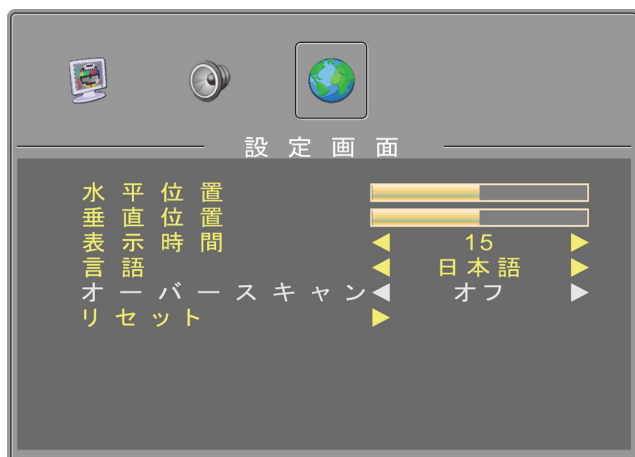 設定画面
水平位置
垂直位置
表示時間 15
言語 日本語
オーバースキャン オフ
リセット